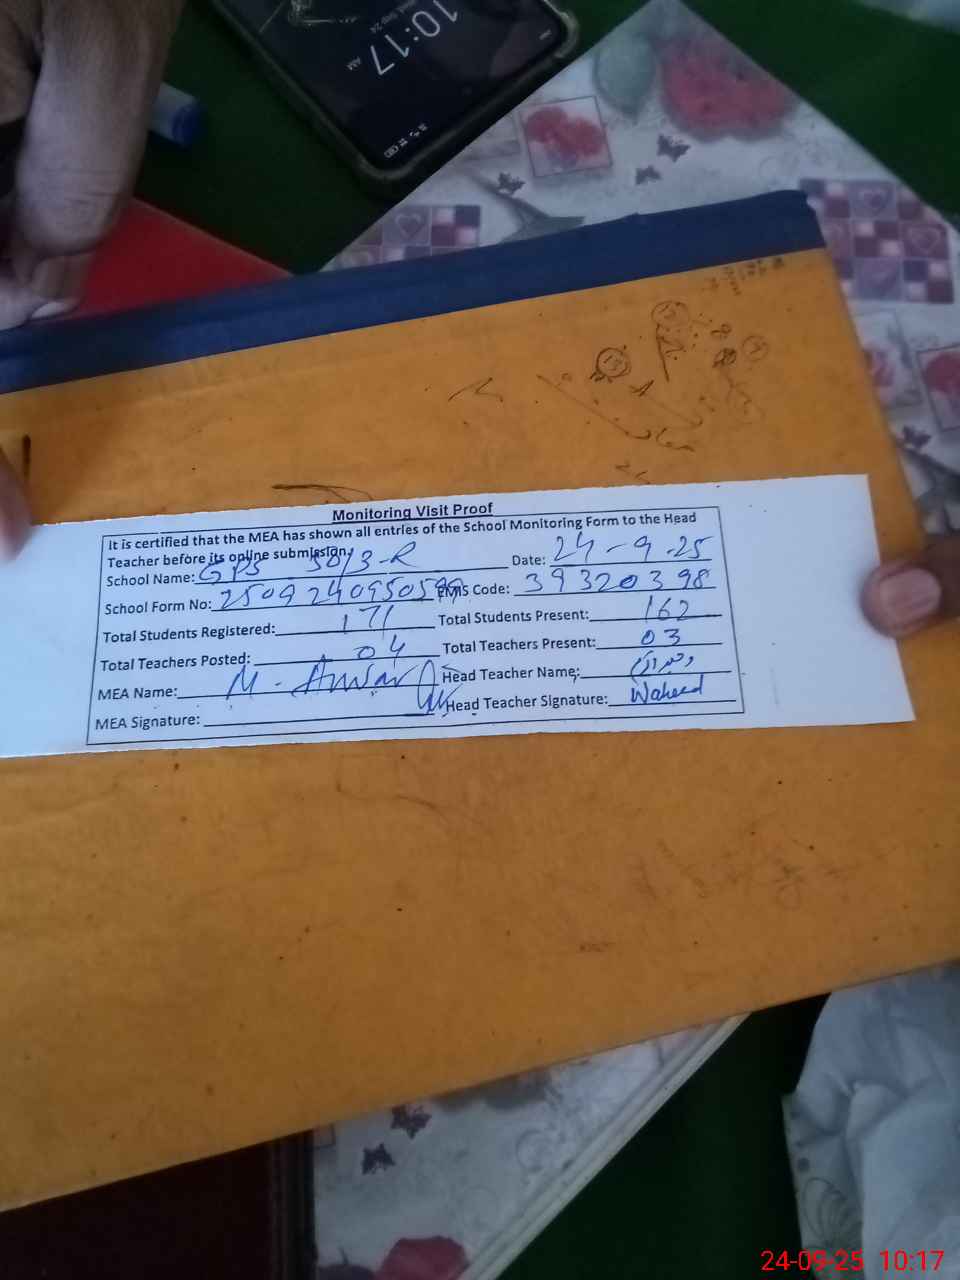 10:17
AM
Wed, Sep 24
Monitoring Visit Proof
It is certified that the MEA has shown all entries of the School Monitoring Form to the Head
Teacher before its online submission.
School Name: GPS 50/3-R Date: 24-9-25
School Form No: EMIS Code: 39320398
Total Students Registered: 171 Total Students Present: 162
Total Teachers Posted: 04 Total Teachers Present: 03
MEA Name: M. Anwar Head Teacher Name:
MEA Signature: Head Teacher Signature: Waheed
24-09-25 10:17